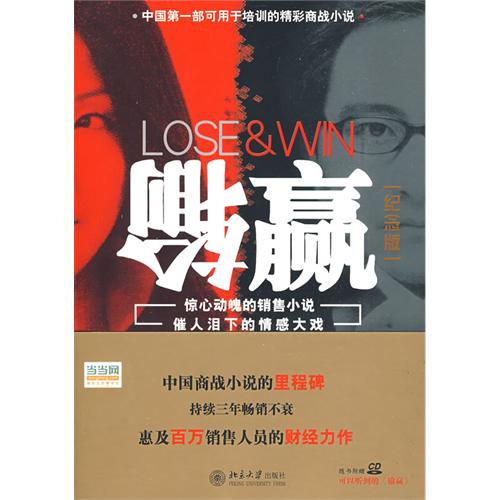 ·中国第一部可用于培训的精彩商战小说·
LOSE & WIN
输赢
纪念版
惊心动魄的销售小说
催人泪下的情感大戏
当当网
中国商战小说的里程碑
持续三年畅销不衰
惠及百万销售人员的财经力作
北京大学出版社
随书附赠 CD
可以听到的《输赢》